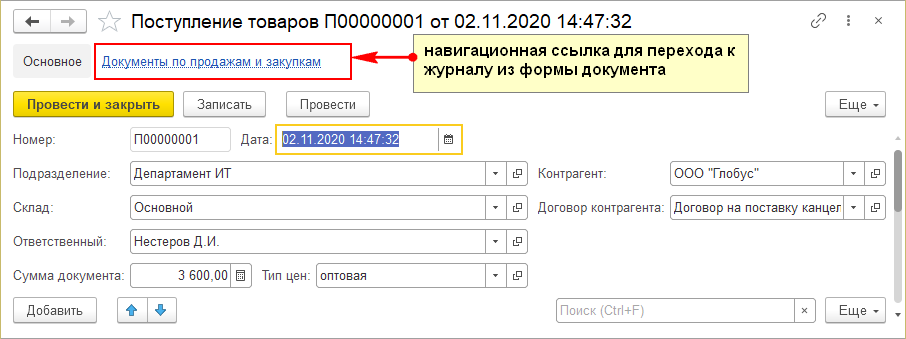 Поступление товаров П00000001 от 02.11.2020 14:47:32
Основное Документы по продажам и закупкам
навигационная ссылка для перехода к
журналу из формы документа
Провести и закрыть Записать Провести Еще
Номер: П00000001 Дата: 02.11.2020 14:47:32
Подразделение: Департамент ИТ Контрагент: ООО "Глобус"
Склад: Основной Договор контрагента: Договор на поставку канцел
Ответственный: Нестеров Д.И.
Сумма документа: 3 600,00 Тип цен: оптовая
Добавить Поиск (Ctrl+F) × Еще